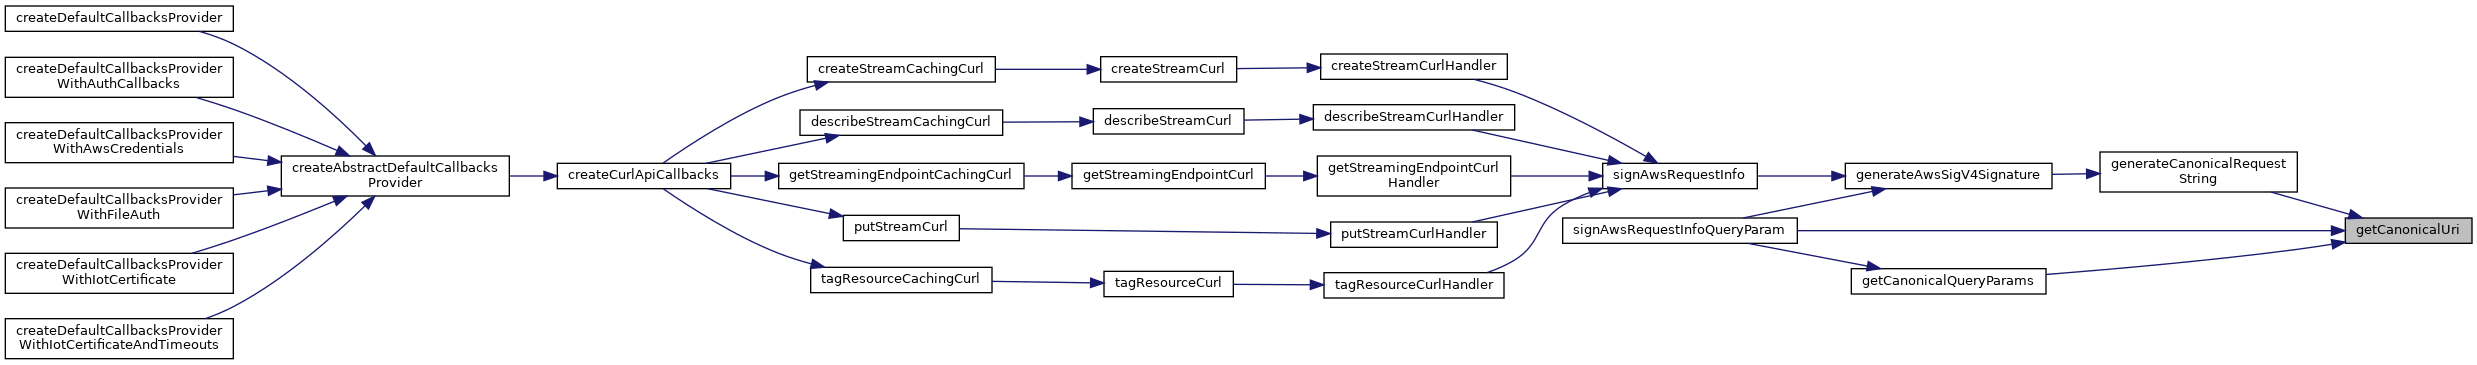 createDefaultCallbacksProvider
createDefaultCallbacksProvider
WithAuthCallbacks
createDefaultCallbacksProvider
WithAwsCredentials
createDefaultCallbacksProvider
WithFileAuth
createDefaultCallbacksProvider
WithIotCertificate
createDefaultCallbacksProvider
WithIotCertificateAndTimeouts
createAbstractDefaultCallbacks
Provider
createCurlApiCallbacks
createStreamCachingCurl
describeStreamCachingCurl
getStreamingEndpointCachingCurl
putStreamCurl
tagResourceCachingCurl
createStreamCurl
describeStreamCurl
getStreamingEndpointCurl
tagResourceCurl
createStreamCurlHandler
describeStreamCurlHandler
getStreamingEndpointCurl
Handler
putStreamCurlHandler
tagResourceCurlHandler
signAwsRequestInfo
signAwsRequestInfoQueryParam
generateAwsSigV4Signature
getCanonicalQueryParams
generateCanonicalRequest
String
getCanonicalUri